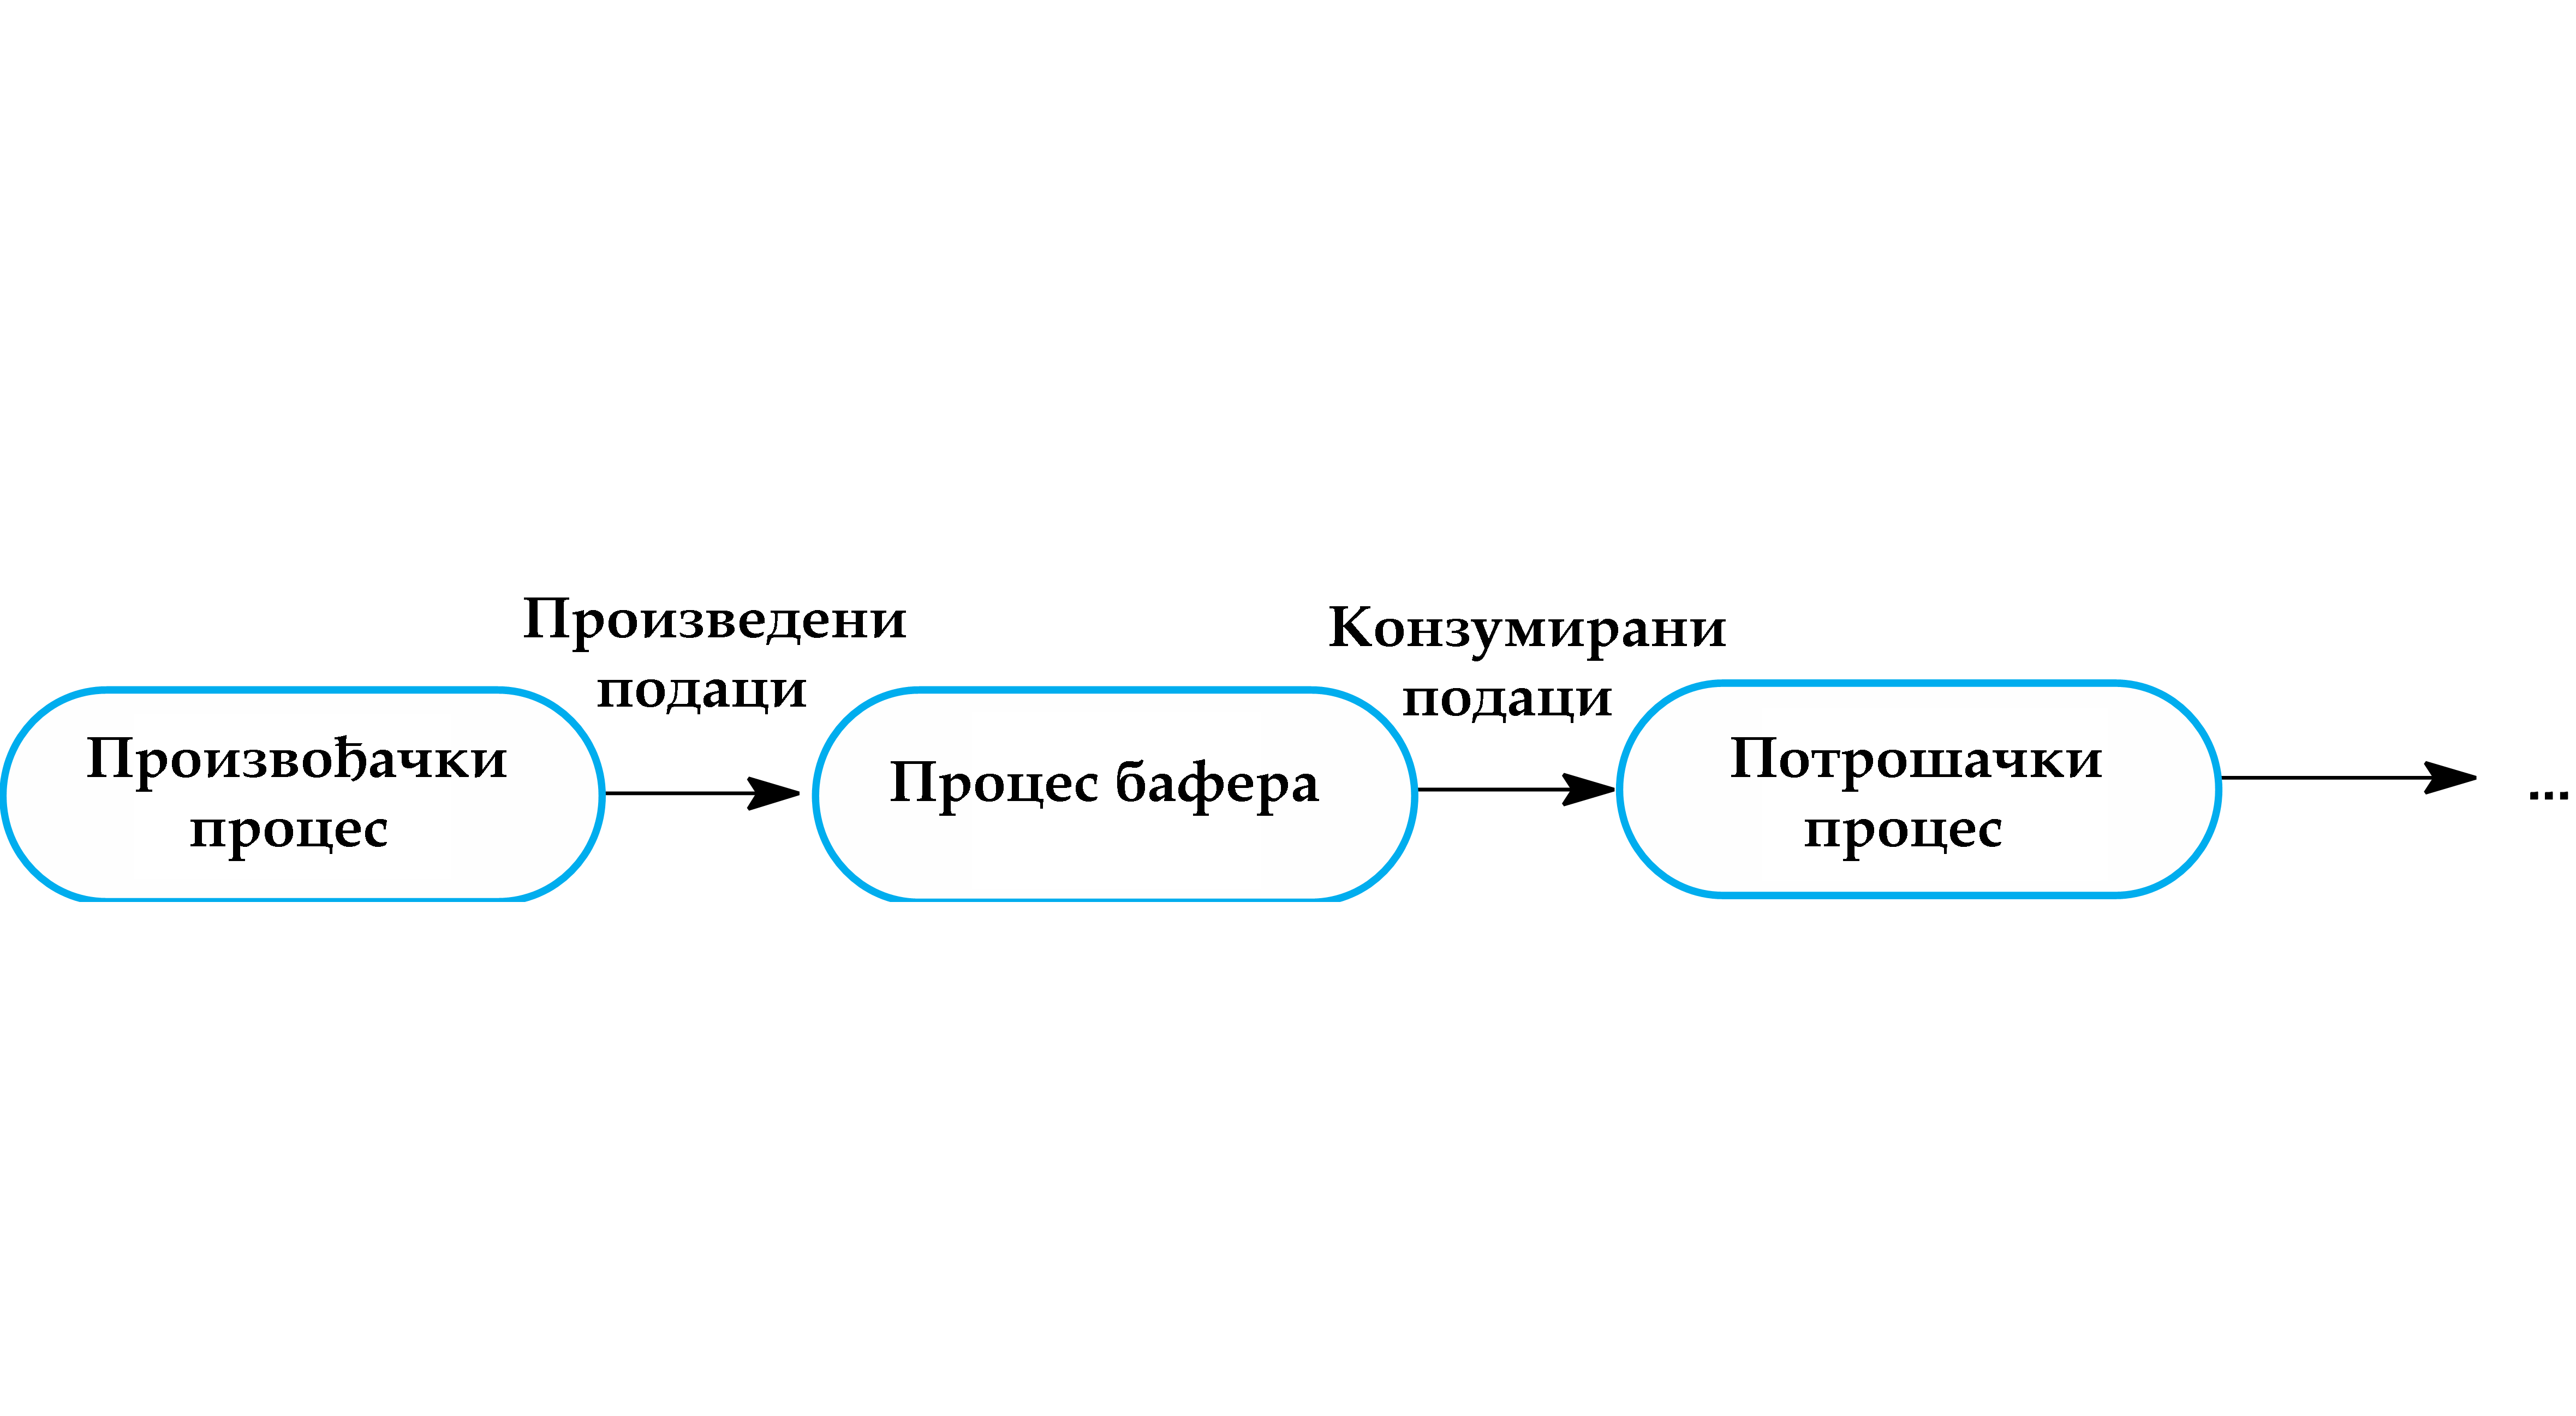 Произведени
подаци
Конзумирани
подаци
Произвођачки
процес
Процес бафера
Потрошачки
процес
...